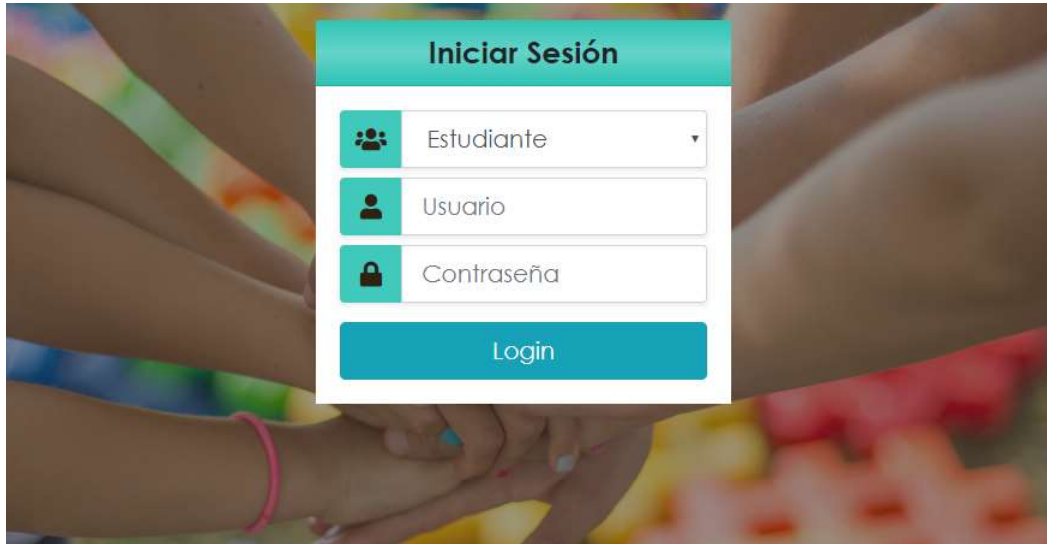 Iniciar Sesión
Estudiante
Usuario
Contraseña
Login